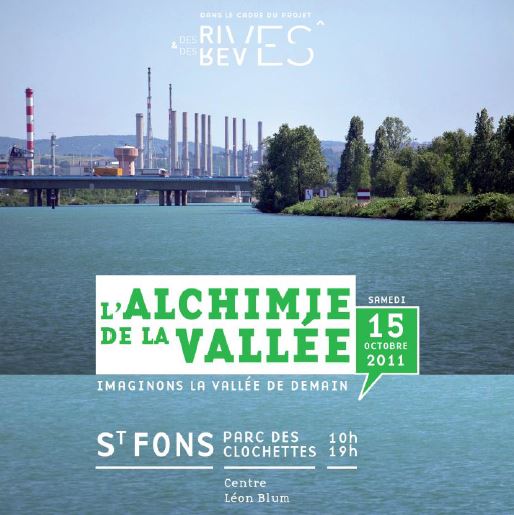 DANS LE CADRE DU PROJET
DES RIVES
& DES RÊVES
L'ALCHIMIE
DE LA VALLÉE
SAMEDI
15
OCTOBRE
2011
IMAGINONS LA VALLÉE DE DEMAIN
ST FONS
PARC DES
CLOCHETTES
10h
19h
Centre
Léon Blum